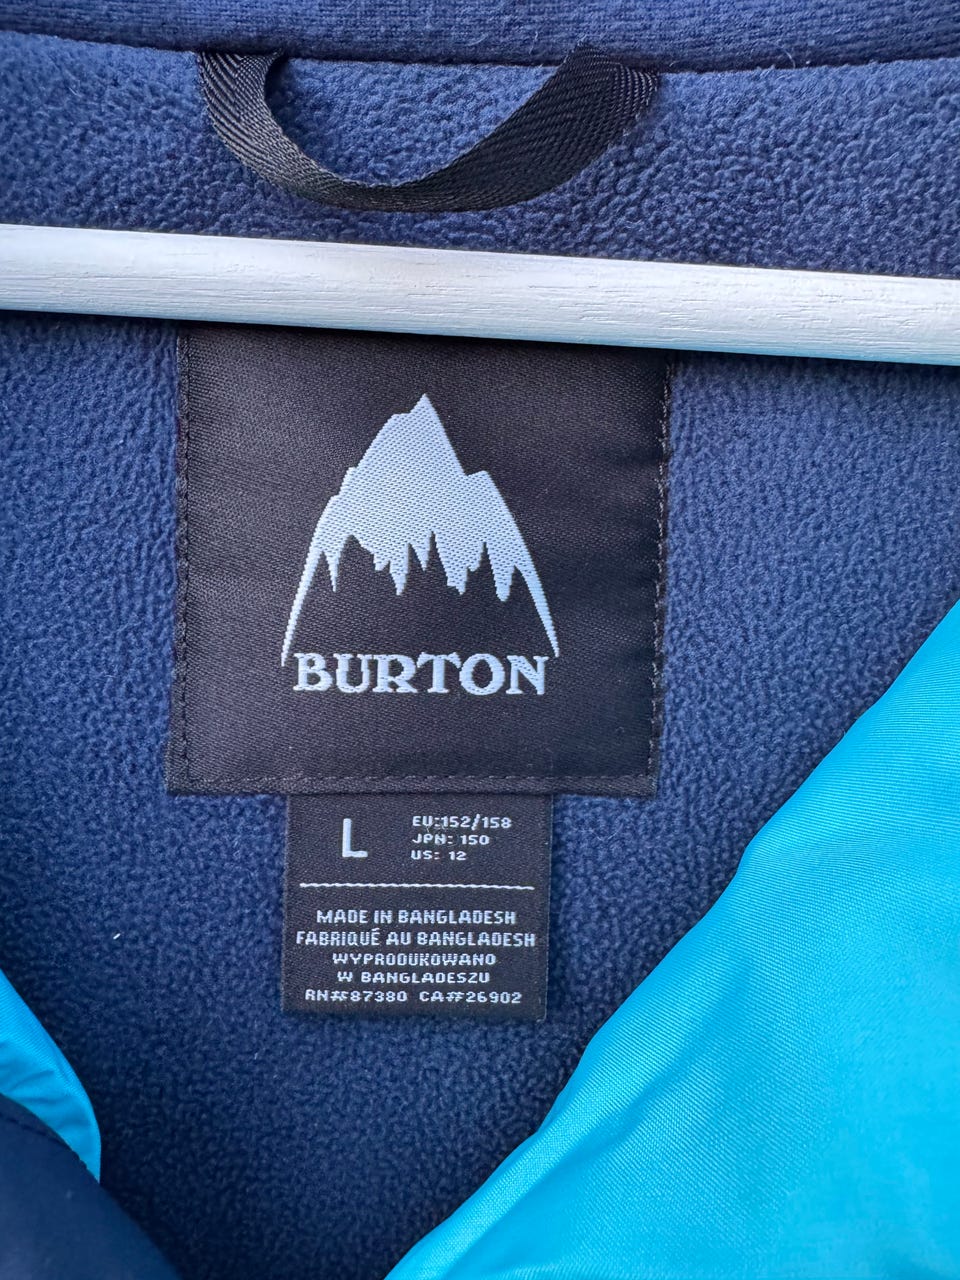 BURTON
L
EU:152/158
JPN: 150
US: 12
MADE IN BANGLADESH
FABRIQUÉ AU BANGLADESH
WYPRODUKOWANO
W BANGLADESZU
RN#87380 CA#26902